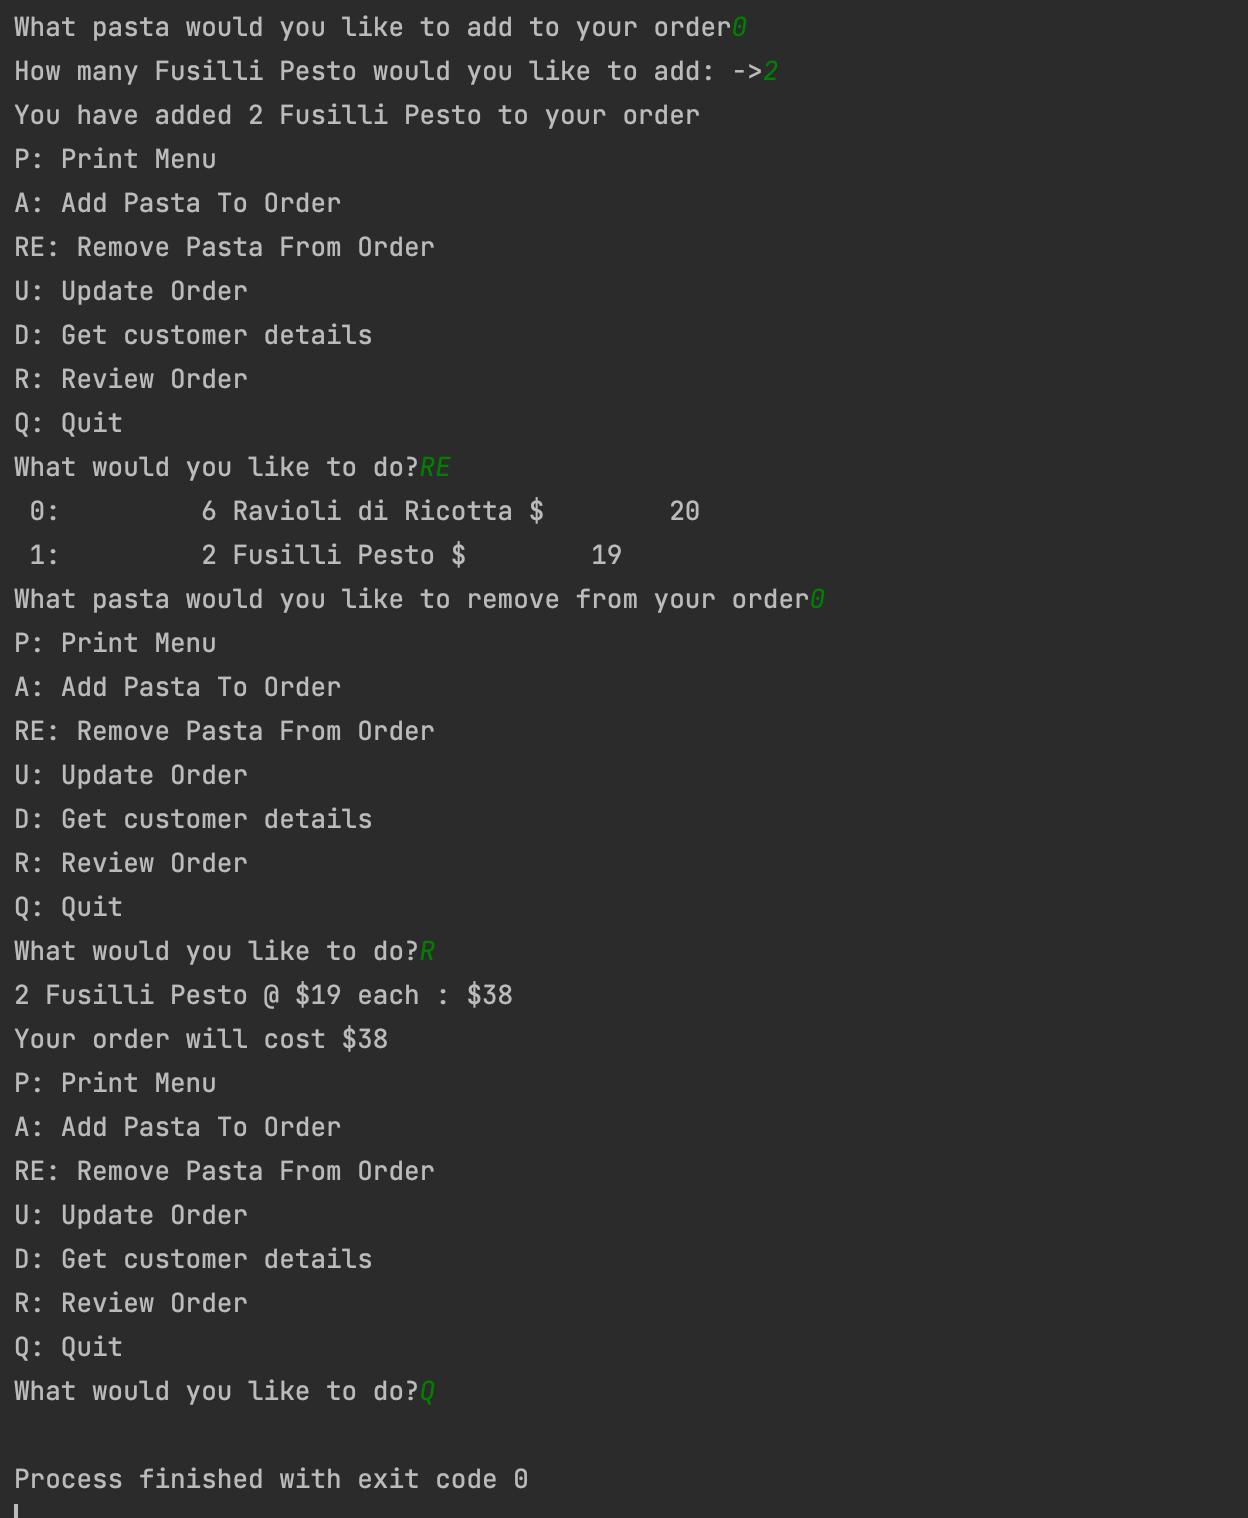 What pasta would you like to add to your order0
How many Fusilli Pesto would you like to add: ->2
You have added 2 Fusilli Pesto to your order
P: Print Menu
A: Add Pasta To Order
RE: Remove Pasta From Order
U: Update Order
D: Get customer details
R: Review Order
Q: Quit
What would you like to do?RE
 0:         6 Ravioli di Ricotta $        20
 1:         2 Fusilli Pesto $        19
What pasta would you like to remove from your order0
P: Print Menu
A: Add Pasta To Order
RE: Remove Pasta From Order
U: Update Order
D: Get customer details
R: Review Order
Q: Quit
What would you like to do?R
2 Fusilli Pesto @ $19 each : $38
Your order will cost $38
P: Print Menu
A: Add Pasta To Order
RE: Remove Pasta From Order
U: Update Order
D: Get customer details
R: Review Order
Q: Quit
What would you like to do?Q

Process finished with exit code 0